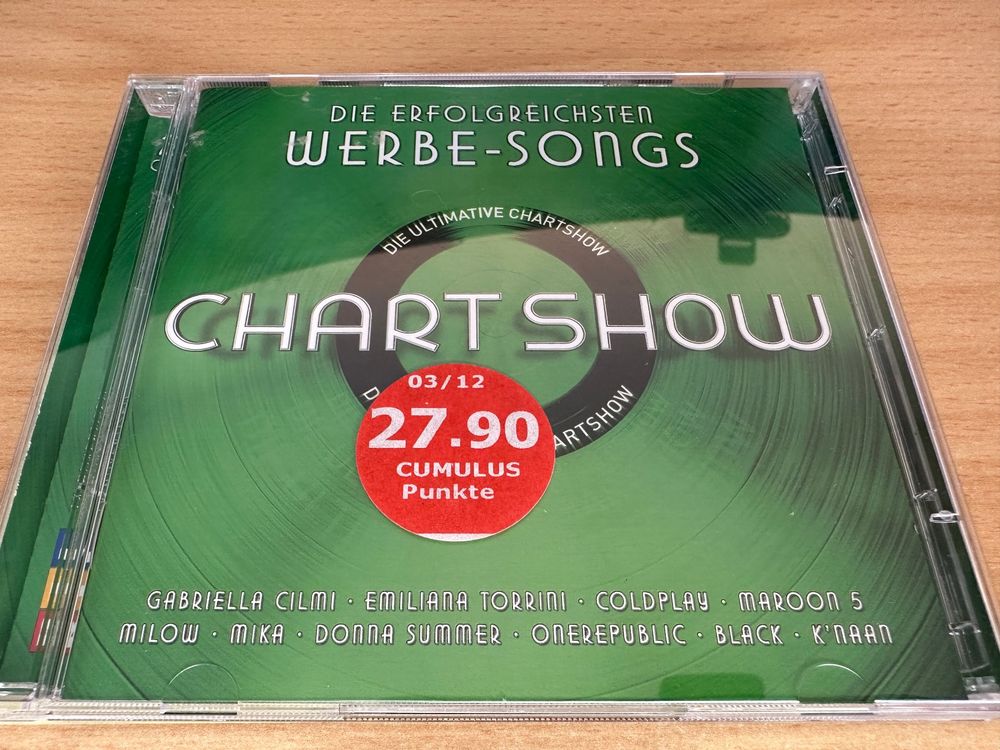 DIE ERFOLGREICHSTEN
WERBE-SONGS
DIE ULTIMATIVE CHARTSHOW
CHART SHOW
03/12
27.90
CUMULUS
Punkte
ARTSHOW
GABRIELLA CILMI · EMILIANA TORRINI · COLDPLAY · MAROON 5
MILOW · MIKA · DONNA SUMMER · ONEREPUBLIC · BLACK · K'NAAN